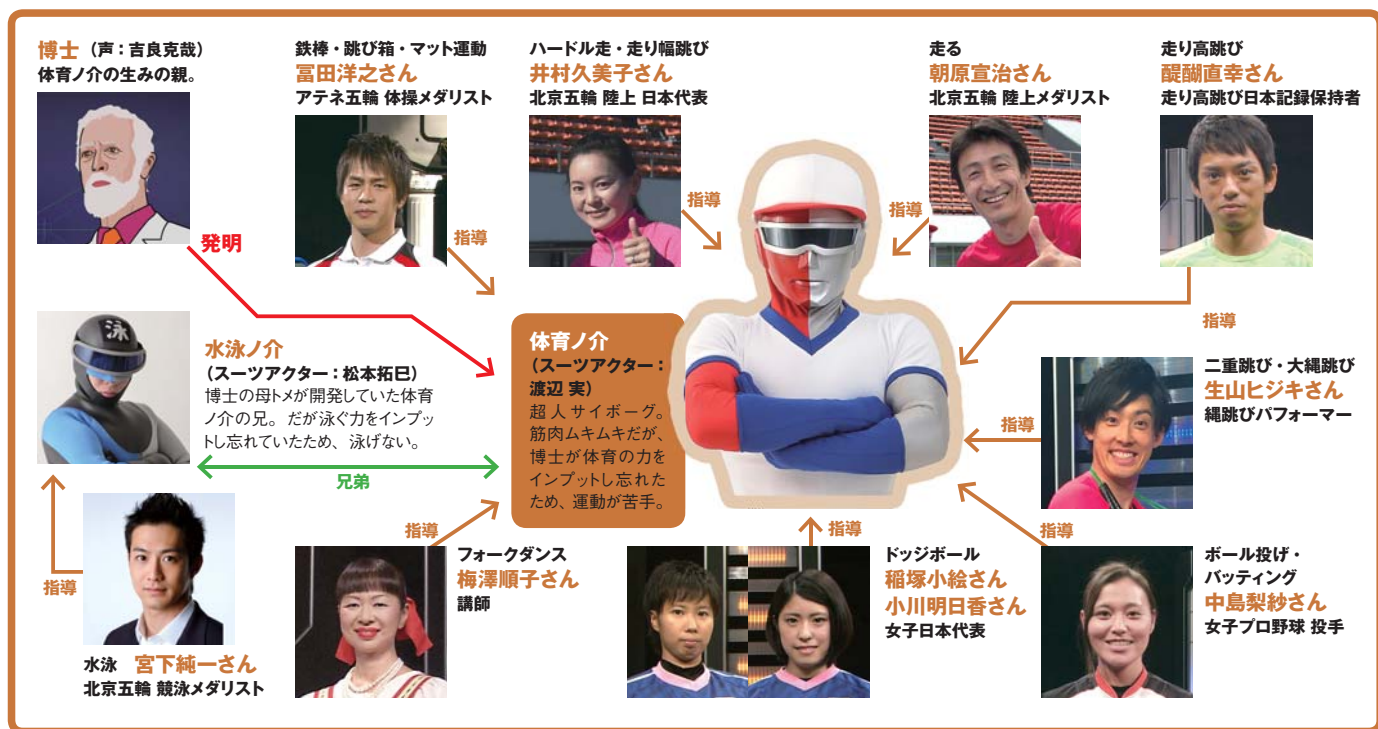 博士（声：吉良克哉）
体育ノ介の生みの親。
鉄棒・跳び箱・マット運動
冨田洋之さん
アテネ五輪 体操メダリスト
ハードル走・走り幅跳び
井村久美子さん
北京五輪 陸上 日本代表
走る
朝原宣治さん
北京五輪 陸上メダリスト
走り高跳び
醍醐直幸さん
走り高跳び日本記録保持者
発明
指導
指導
指導
指導
泳
水泳ノ介
（スーツアクター：松本拓巳）
博士の母トメが開発していた体育
ノ介の兄。だが泳ぐ力をインプッ
トし忘れていたため、泳げない。
兄弟
体育ノ介
（スーツアクター：
渡辺 実）
超人サイボーグ。
筋肉ムキムキだが、
博士が体育の力を
インプットし忘れた
ため、運動が苦手。
二重跳び・大縄跳び
生山ヒジキさん
縄跳びパフォーマー
指導
指導
水泳 宮下純一さん
北京五輪 競泳メダリスト
指導
フォークダンス
梅澤順子さん
講師
指導
ドッジボール
稲塚小絵さん
小川明日香さん
女子日本代表
指導
ボール投げ・
バッティング
中島梨紗さん
女子プロ野球 投手